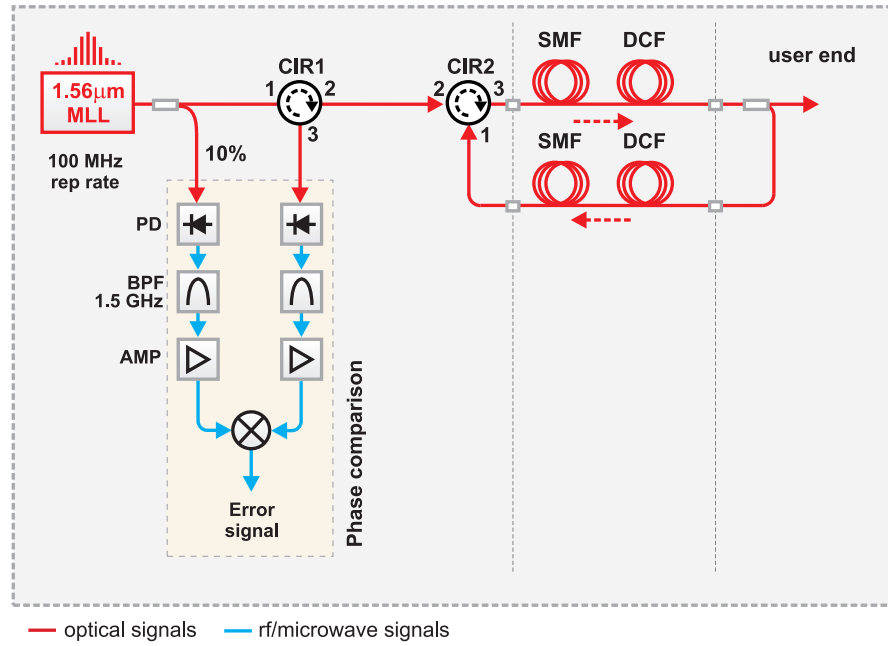 SMF DCF
user end
CIR1
CIR2
1.56μm
MLL
1 2
3
2 3
1
100 MHz
rep rate
10%
SMF DCF
PD
BPF
1.5 GHz
AMP
Phase comparison
Error
signal
optical signals
rf/microwave signals